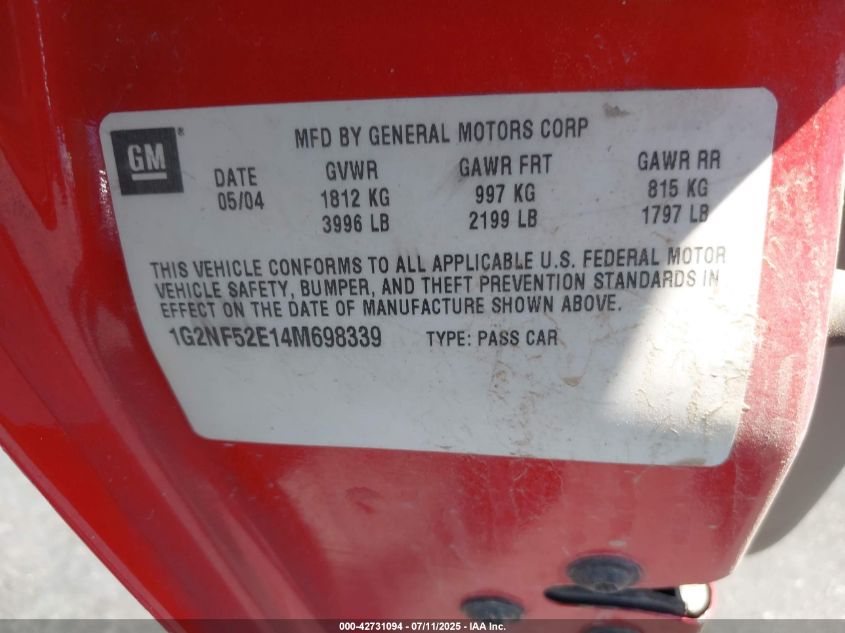 GM ®
MFD BY GENERAL MOTORS CORP
DATE GVWR GAWR FRT GAWR RR
05/04 1812 KG 997 KG 815 KG
3996 LB 2199 LB 1797 LB
THIS VEHICLE CONFORMS TO ALL APPLICABLE U.S. FEDERAL MOTOR
VEHICLE SAFETY, BUMPER, AND THEFT PREVENTION STANDARDS IN
EFFECT ON THE DATE OF MANUFACTURE SHOWN ABOVE.
1G2NF52E14M698339 TYPE: PASS CAR
000-42731094 - 07/11/2025 - IAA Inc.